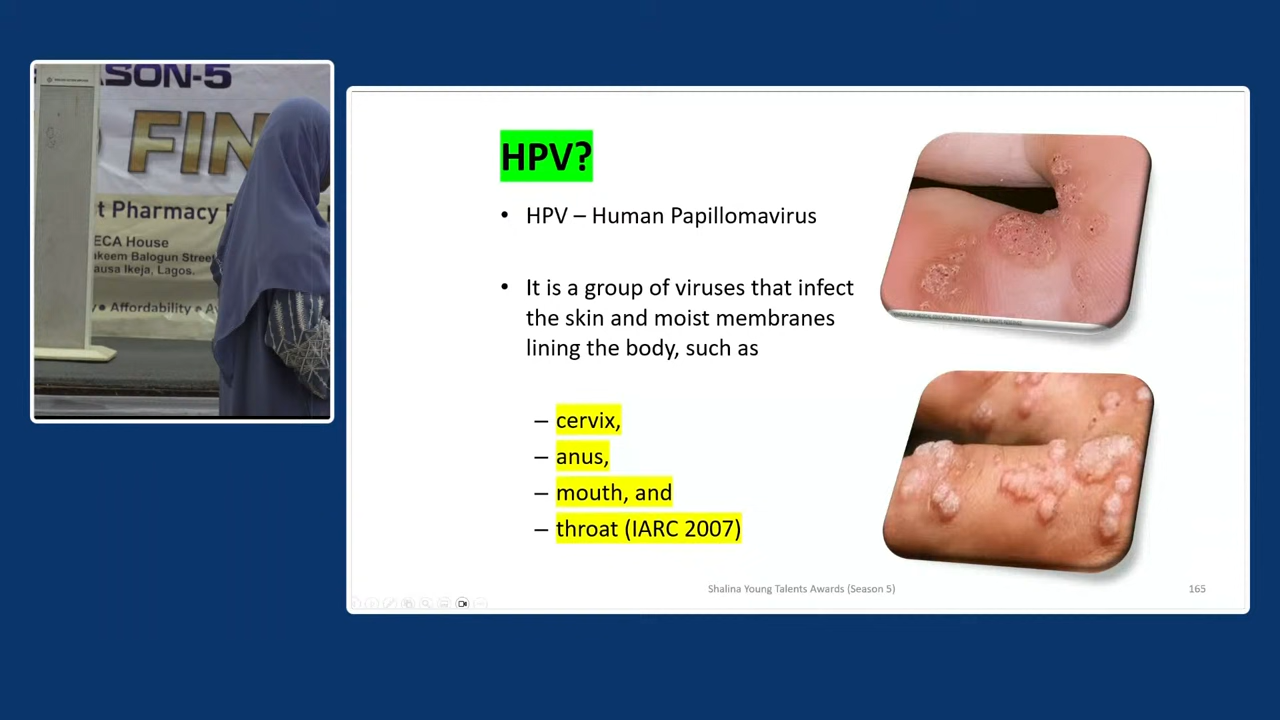 SON-5
FIN
t Pharmacy
ECA House
keem Balogun Street
ausa Ikeja, Lagos.
Affordability
HPV?
• HPV – Human Papillomavirus
• It is a group of viruses that infect
the skin and moist membranes
lining the body, such as
– cervix,
– anus,
– mouth, and
– throat (IARC 2007)
Shalina Young Talents Awards (Season 5)
165